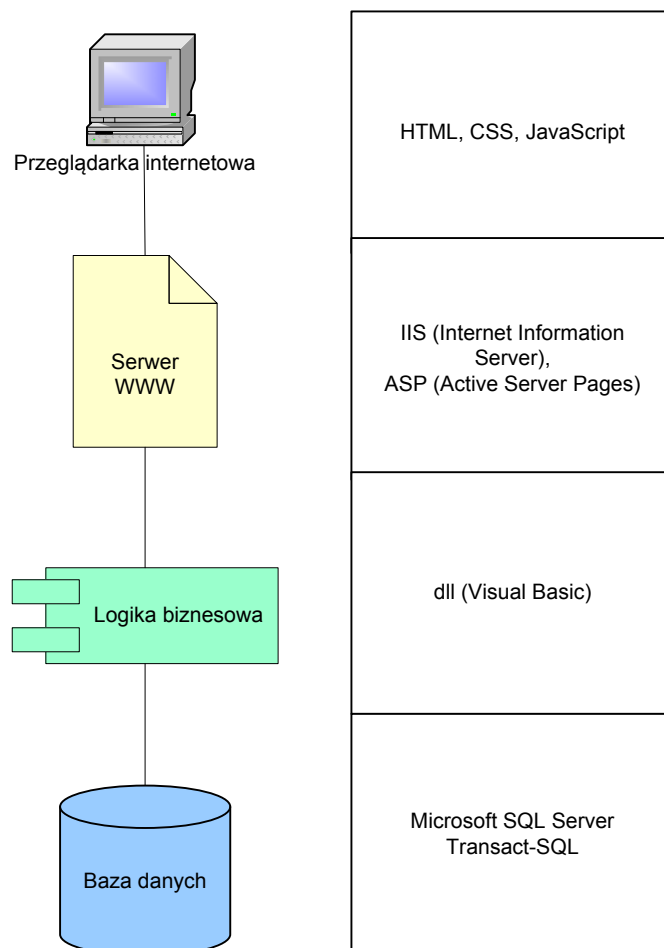 Przeglądarka internetowa
HTML, CSS, JavaScript
Serwer
WWW
IIS (Internet Information
Server),
ASP (Active Server Pages)
Logika biznesowa
dll (Visual Basic)
Baza danych
Microsoft SQL Server
Transact-SQL